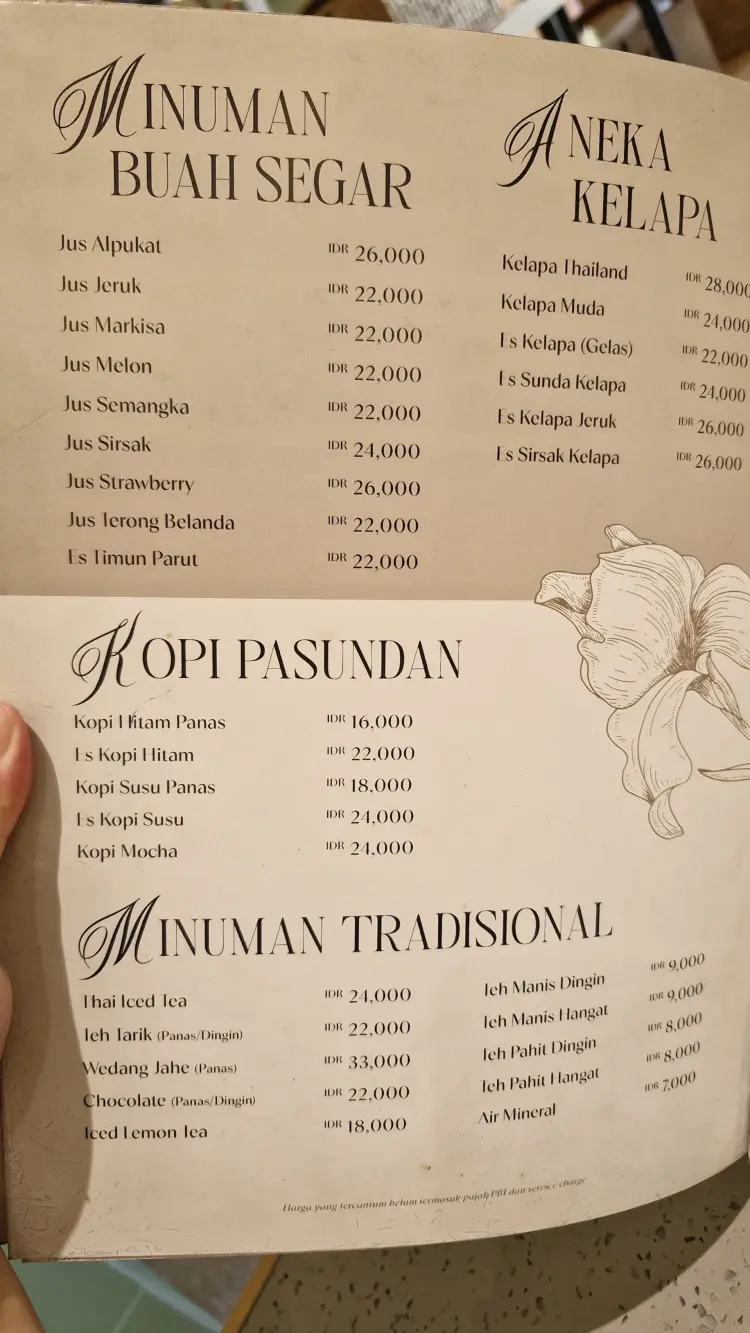 MINUMAN
BUAH SEGAR
Jus Alpukat IDR 26,000
Jus Jeruk IDR 22,000
Jus Markisa IDR 22,000
Jus Melon IDR 22,000
Jus Semangka IDR 22,000
Jus Sirsak IDR 24,000
Jus Strawberry IDR 26,000
Jus Terong Belanda IDR 22,000
Es Timun Parut IDR 22,000
ANEKA
KELAPA
Kelapa Thailand IDR 28,000
Kelapa Muda IDR 24,000
Es Kelapa (Gelas) IDR 22,000
Es Sunda Kelapa IDR 24,000
Es Kelapa Jeruk IDR 26,000
Es Sirsak Kelapa IDR 26,000
KOPI PASUNDAN
Kopi Hitam Panas IDR 16,000
Es Kopi Hitam IDR 22,000
Kopi Susu Panas IDR 18,000
Es Kopi Susu IDR 24,000
Kopi Mocha IDR 24,000
MINUMAN TRADISIONAL
Thai Iced Tea IDR 24,000
Teh Tarik (Panas/Dingin) IDR 22,000
Wedang Jahe (Panas) IDR 33,000
Chocolate (Panas/Dingin) IDR 22,000
Iced Lemon Tea IDR 18,000
Teh Manis Dingin IDR 9,000
Teh Manis Hangat IDR 9,000
Teh Pahit Dingin IDR 8,000
Teh Pahit Hangat IDR 8,000
Air Mineral IDR 7,000
Harga yang tercantum belum termasuk pajak PB1 dan service charge